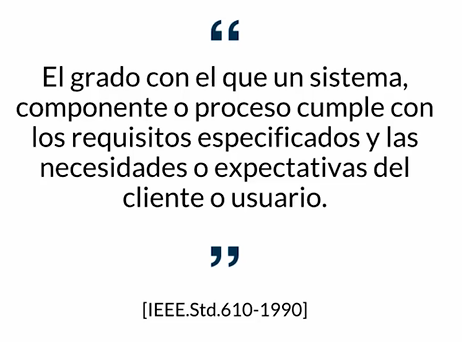 “
El grado con el que un sistema,
componente o proceso cumple con
los requisitos especificados y las
necesidades o expectativas del
cliente o usuario.
”
[IEEE.Std.610-1990]